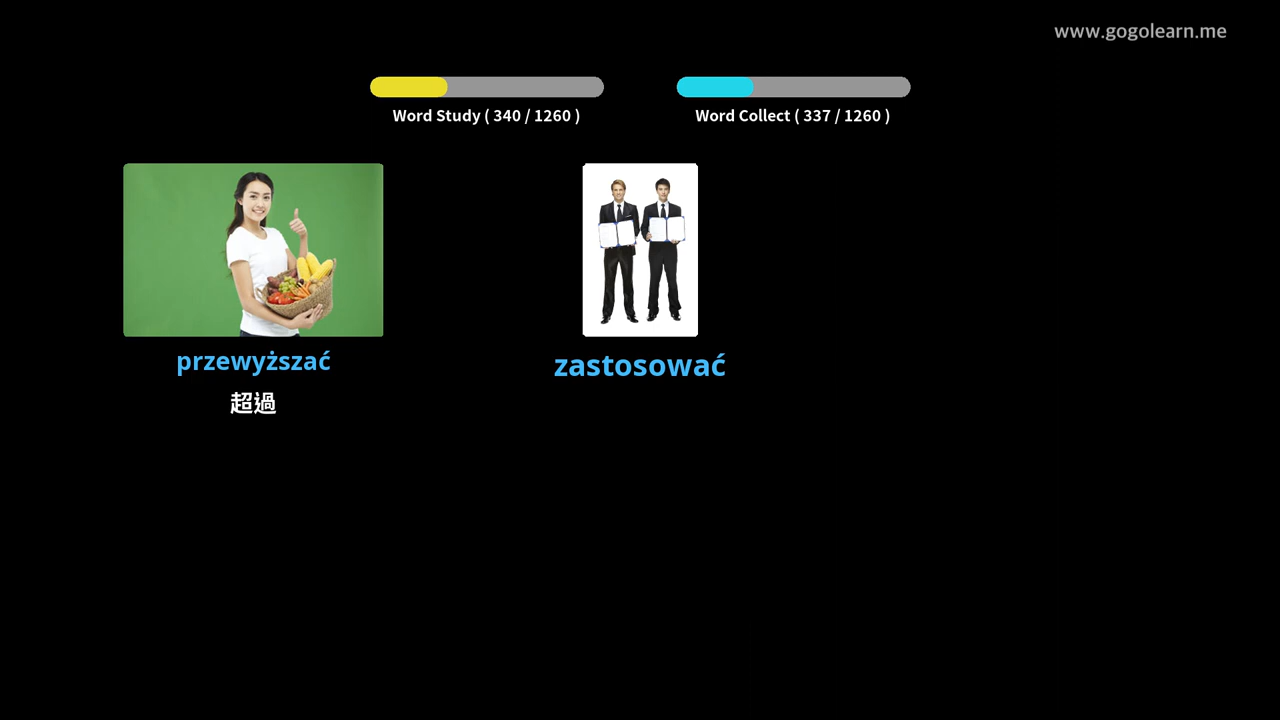 www.gogolearn.me
Word Study ( 340 / 1260 )
Word Collect ( 337 / 1260 )
przewyższać
超過
zastosować